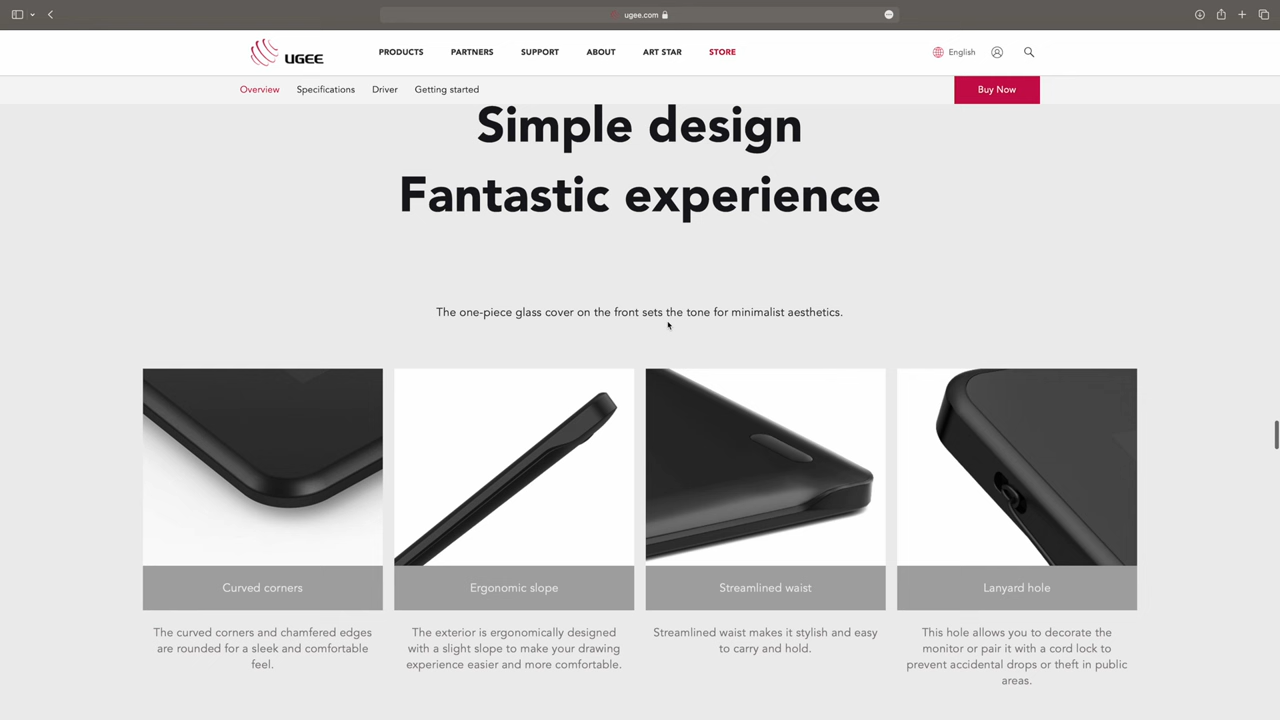 ugee.com
UGEE
PRODUCTS PARTNERS SUPPORT ABOUT ART STAR STORE
English
Overview Specifications Driver Getting started
Buy Now
Simple design
Fantastic experience
The one-piece glass cover on the front sets the tone for minimalist aesthetics.
Curved corners
The curved corners and chamfered edges
are rounded for a sleek and comfortable
feel.
Ergonomic slope
The exterior is ergonomically designed
with a slight slope to make your drawing
experience easier and more comfortable.
Streamlined waist
Streamlined waist makes it stylish and easy
to carry and hold.
Lanyard hole
This hole allows you to decorate the
monitor or pair it with a cord lock to
prevent accidental drops or theft in public
areas.